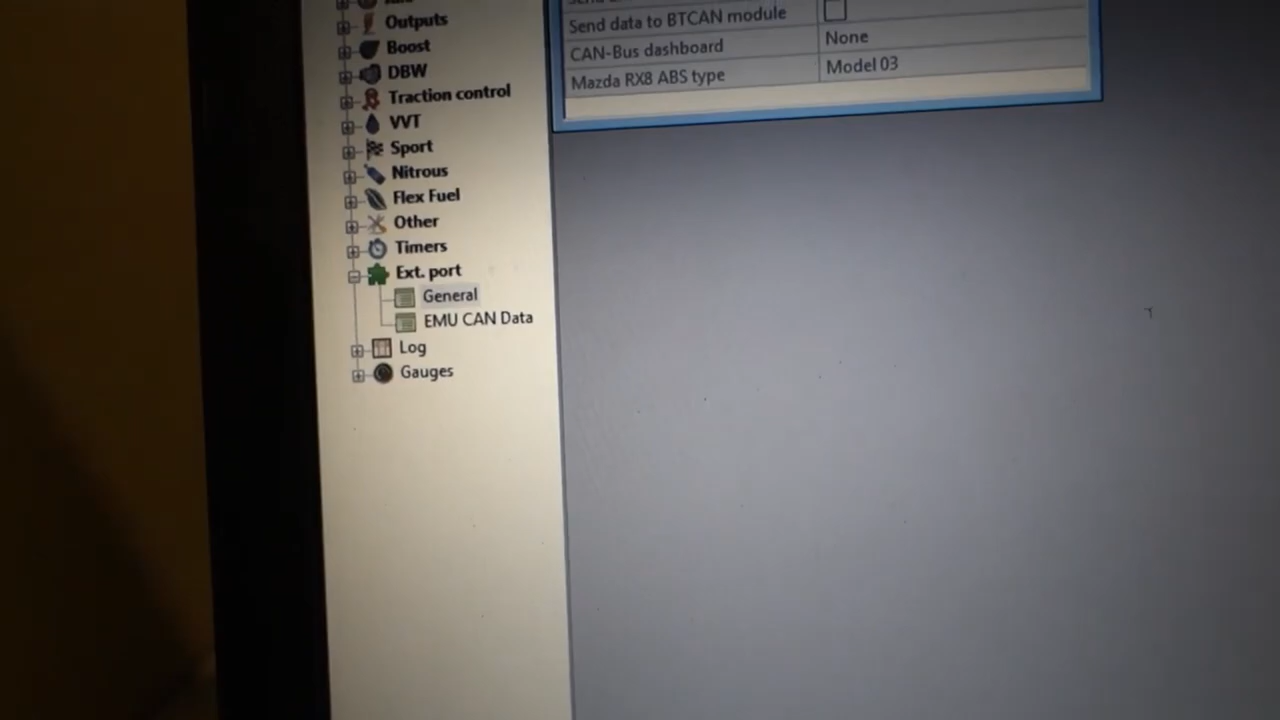 Outputs
Boost
DBW
Traction control
VVT
Sport
Nitrous
Flex Fuel
Other
Timers
Ext. port
General
EMU CAN Data
Log
Gauges
Send data to BTCAN module
CAN-Bus dashboard None
Mazda RX8 ABS type Model 03